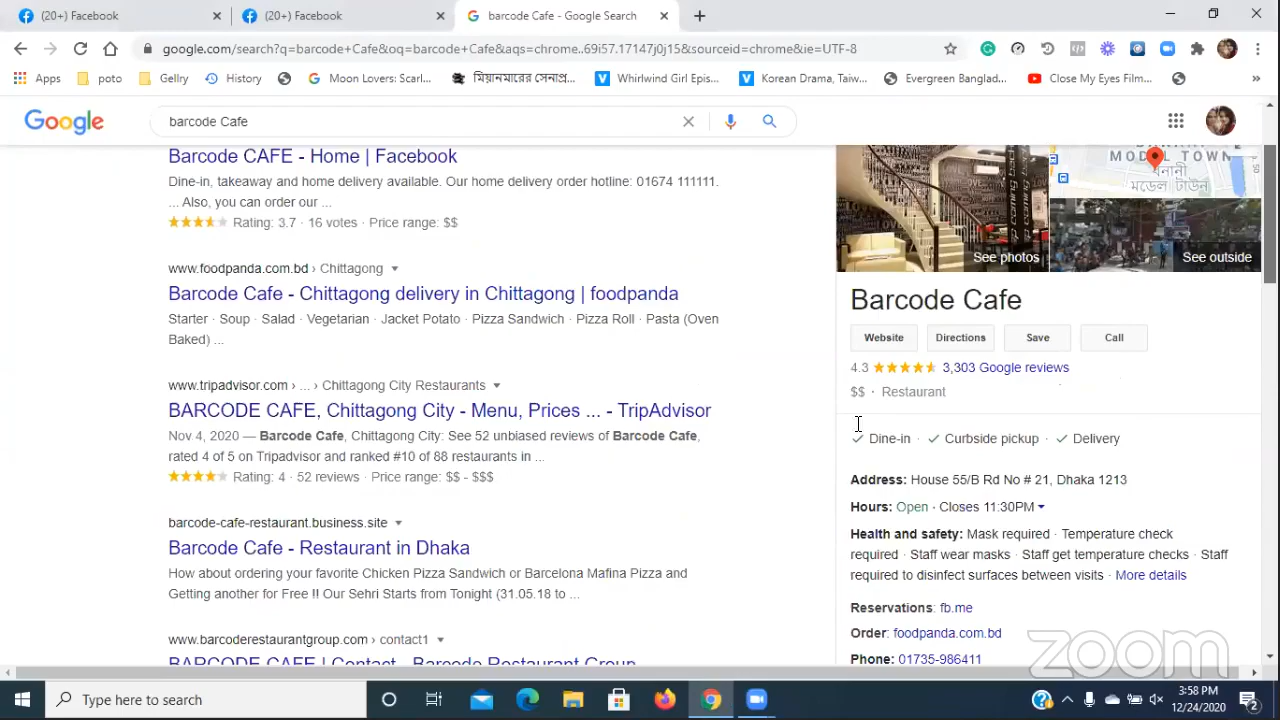 (20+) Facebook
(20+) Facebook
barcode Cafe - Google Search
google.com/search?q=barcode+Cafe&oq=barcode+Cafe&aqs=chrome..69i57.17147j0j15&sourceid=chrome&ie=UTF-8
Apps poto Gellry History Moon Lovers: Scarl... মিয়ানমারের সেনাপ্র... Whirlwind Girl Epis... Korean Drama, Taiw... Evergreen Banglad... Close My Eyes Film... »
Google
barcode Cafe
Barcode CAFE - Home | Facebook
Dine-in, takeaway and home delivery available. Our home delivery order hotline: 01674 111111.
... Also, you can order our ...
Rating: 3.7 · 16 votes · Price range: $$
www.foodpanda.com.bd › Chittagong
Barcode Cafe - Chittagong delivery in Chittagong | foodpanda
Starter · Soup · Salad · Vegetarian · Jacket Potato · Pizza Sandwich · Pizza Roll · Pasta (Oven
Baked) ...
www.tripadvisor.com › ... › Chittagong City Restaurants
BARCODE CAFE, Chittagong City - Menu, Prices ... - TripAdvisor
Nov 4, 2020 — Barcode Cafe, Chittagong City: See 52 unbiased reviews of Barcode Cafe,
rated 4 of 5 on Tripadvisor and ranked #10 of 88 restaurants in ...
Rating: 4 · 52 reviews · Price range: $$ - $$$
barcode-cafe-restaurant.business.site
Barcode Cafe - Restaurant in Dhaka
How about ordering your favorite Chicken Pizza Sandwich or Barcelona Mafina Pizza and
Getting another for Free !! Our Sehri Starts from Tonight (31.05.18 to ...
www.barcoderestaurantgroup.com › contact1
BARCODE CAFE | Contact - Barcode Restaurant Group
MODEL TOWN
বনানী
মডেল টাউন
See photos
See outside
Barcode Cafe
Website Directions Save Call
4.3 3,303 Google reviews
$$ · Restaurant
Dine-in · Curbside pickup · Delivery
Address: House 55/B Rd No # 21, Dhaka 1213
Hours: Open · Closes 11:30PM
Health and safety: Mask required · Temperature check
required · Staff wear masks · Staff get temperature checks · Staff
required to disinfect surfaces between visits · More details
Reservations: fb.me
Order: foodpanda.com.bd
Phone: 01735-986411
zoom
Type here to search
3:58 PM
12/24/2020
2